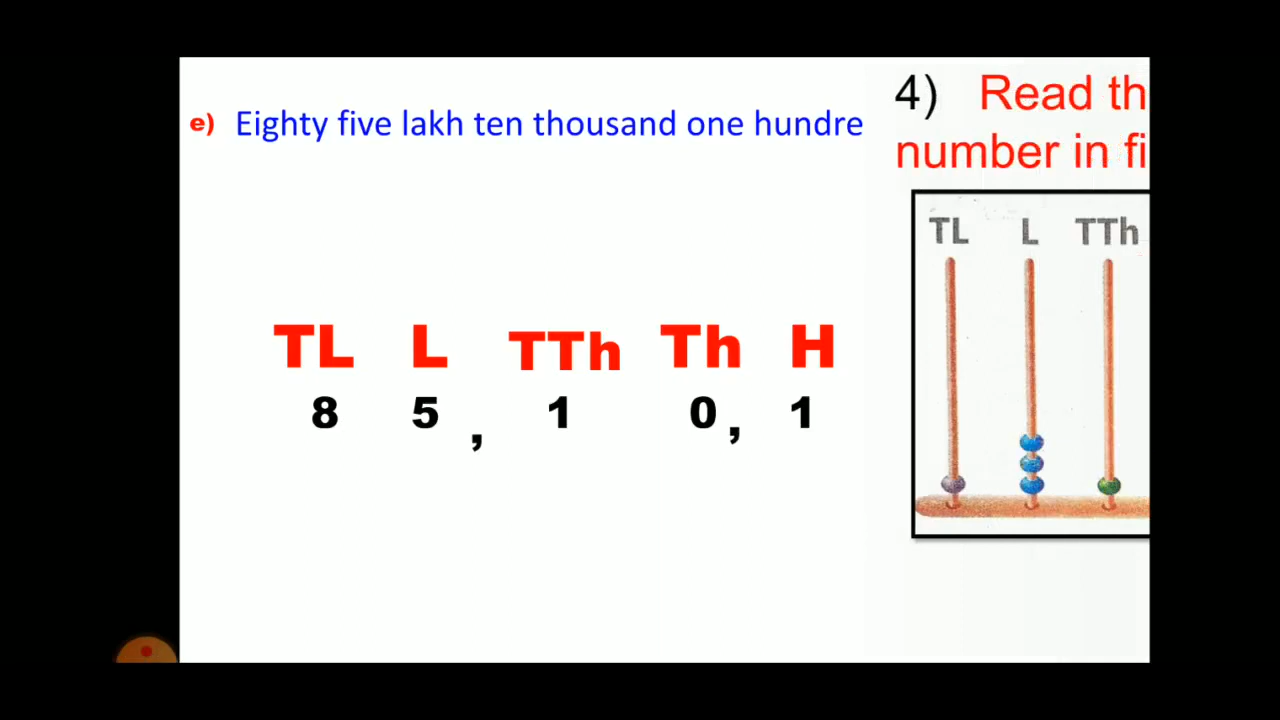 e) Eighty five lakh ten thousand one hundre
TL L TTh Th H
8 5 , 1 0 , 1
4) Read th
number in fi
TL L TTh